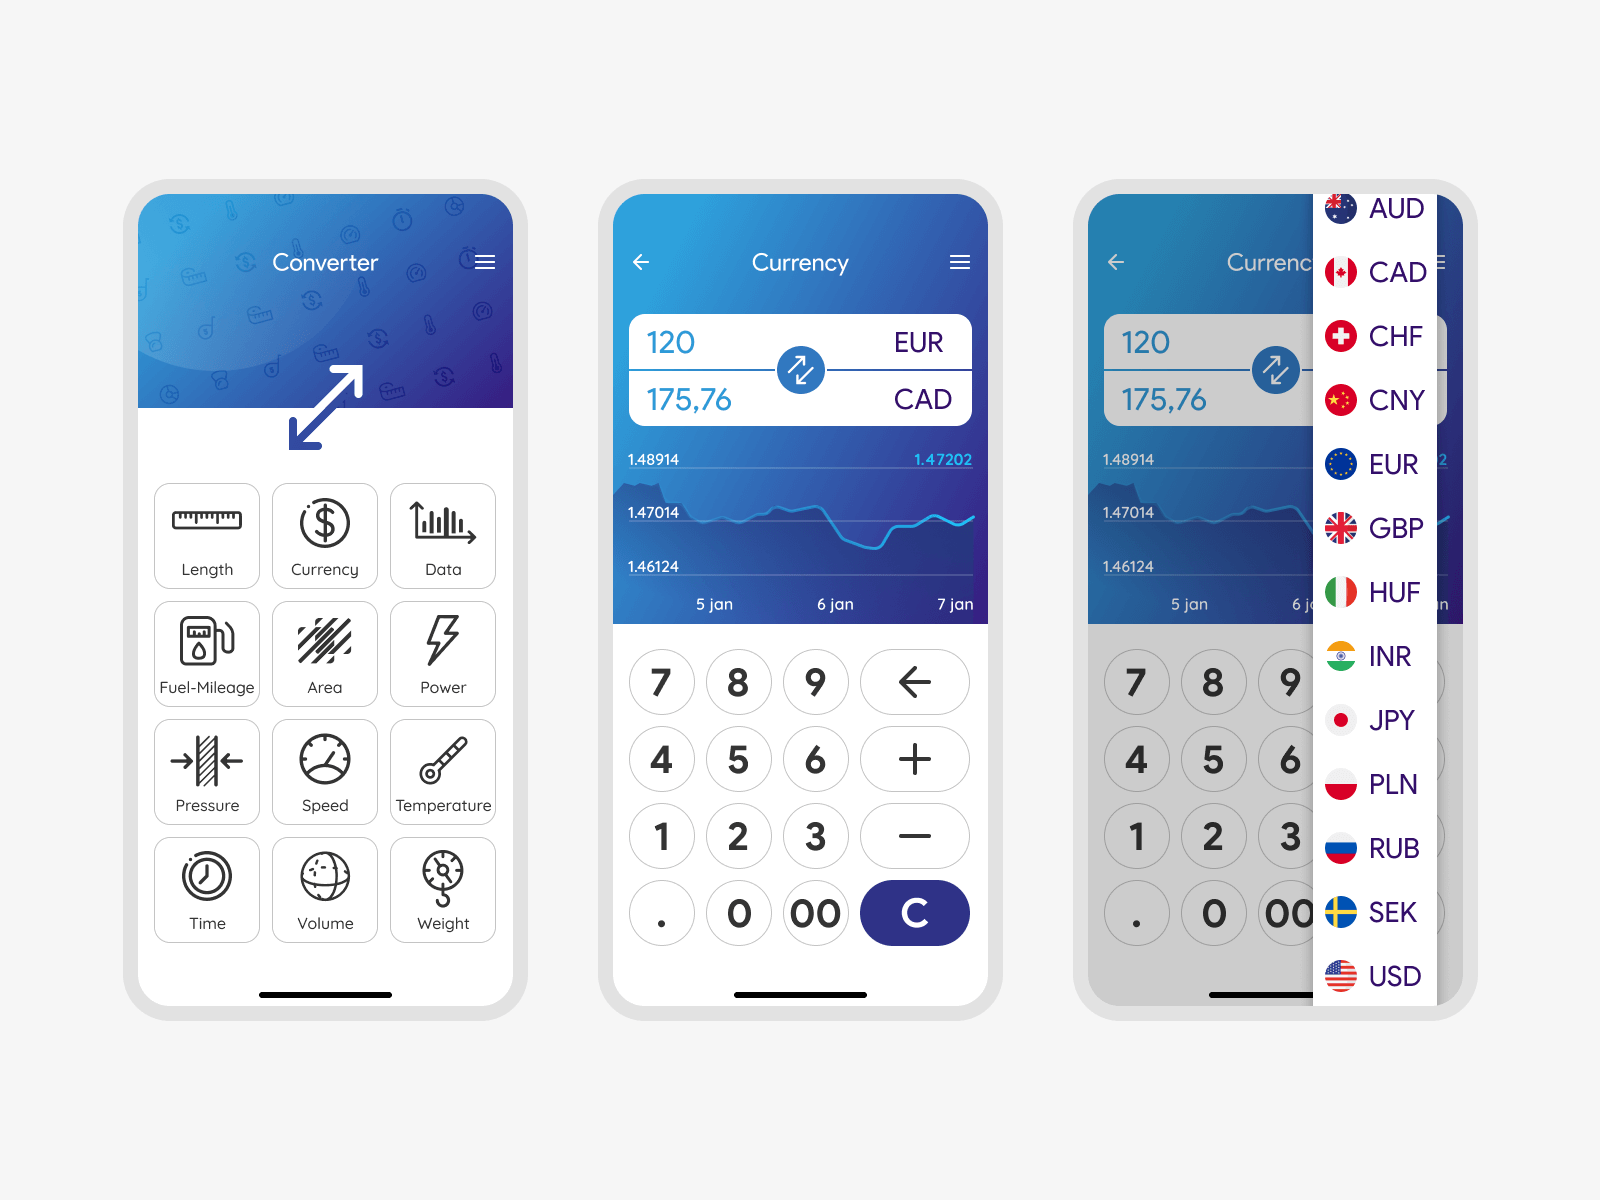 Converter
Length
Currency
Data
Fuel-Mileage
Area
Power
Pressure
Speed
Temperature
Time
Volume
Weight
Currency
120 EUR
175,76 CAD
1.48914 1.47202
1.47014
1.46124
5 jan 6 jan 7 jan
7 8 9
4 5 6
1 2 3
. 0 00 C
Currenc
120
175,76
1.48914 2
1.47014
1.46124
5 jan 6 j n
7 8 9
4 5 6
1 2 3
. 0 00
AUD
CAD
CHF
CNY
EUR
GBP
HUF
INR
JPY
PLN
RUB
SEK
USD